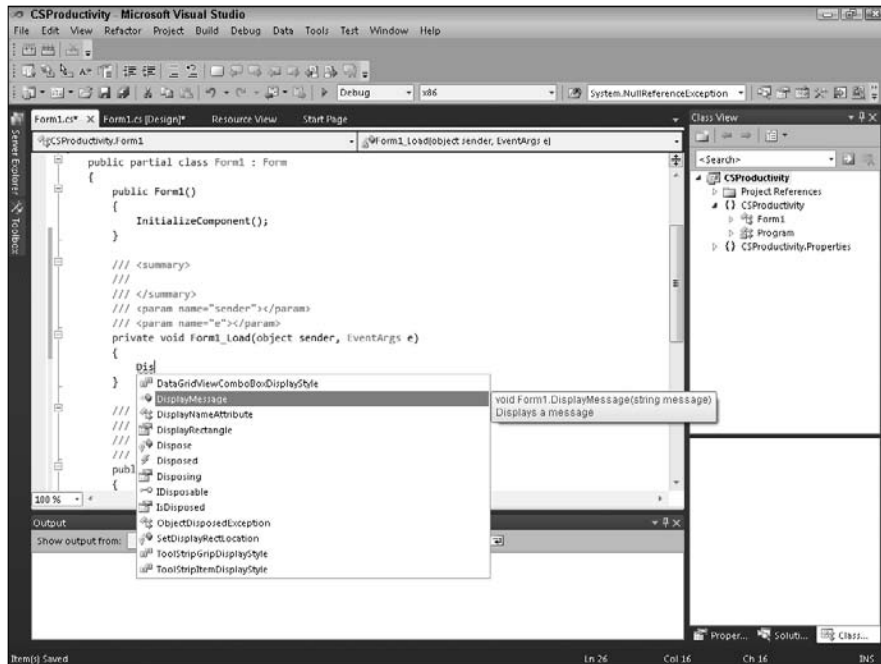 CSProductivity - Microsoft Visual Studio
File Edit View Refactor Project Build Debug Data Tools Test Window Help
Debug
x86
System.NullReferenceException
Form1.cs* X Form1.cs [Design]* Resource View Start Page
Class View
Server Explorer
Toolbox
CSProductivity.Form1
Form1_Load(object sender, EventArgs e)
<Search>
public partial class Form1 : Form
{
public Form1()
{
InitializeComponent();
}
/// <summary>
///
/// </summary>
/// <param name="sender"></param>
/// <param name="e"></param>
private void Form1_Load(object sender, EventArgs e)
{
Dis
}
///
///
///
///
publ
{
100 %
DataGridViewComboBoxDisplayStyle
DisplayMessage
DisplayNameAttribute
DisplayRectangle
Dispose
Disposed
Disposing
IDisposable
IsDisposed
ObjectDisposedException
SetDisplayRectLocation
ToolStripGripDisplayStyle
ToolStripItemDisplayStyle
void Form1.DisplayMessage(string message)
Displays a message
CSProductivity
Project References
{} CSProductivity
Form1
Program
{} CSProductivity.Properties
Output
Show output from:
Proper... Soluti... Class...
Item(s) Saved
Ln 26 Col 16 Ch 16 INS